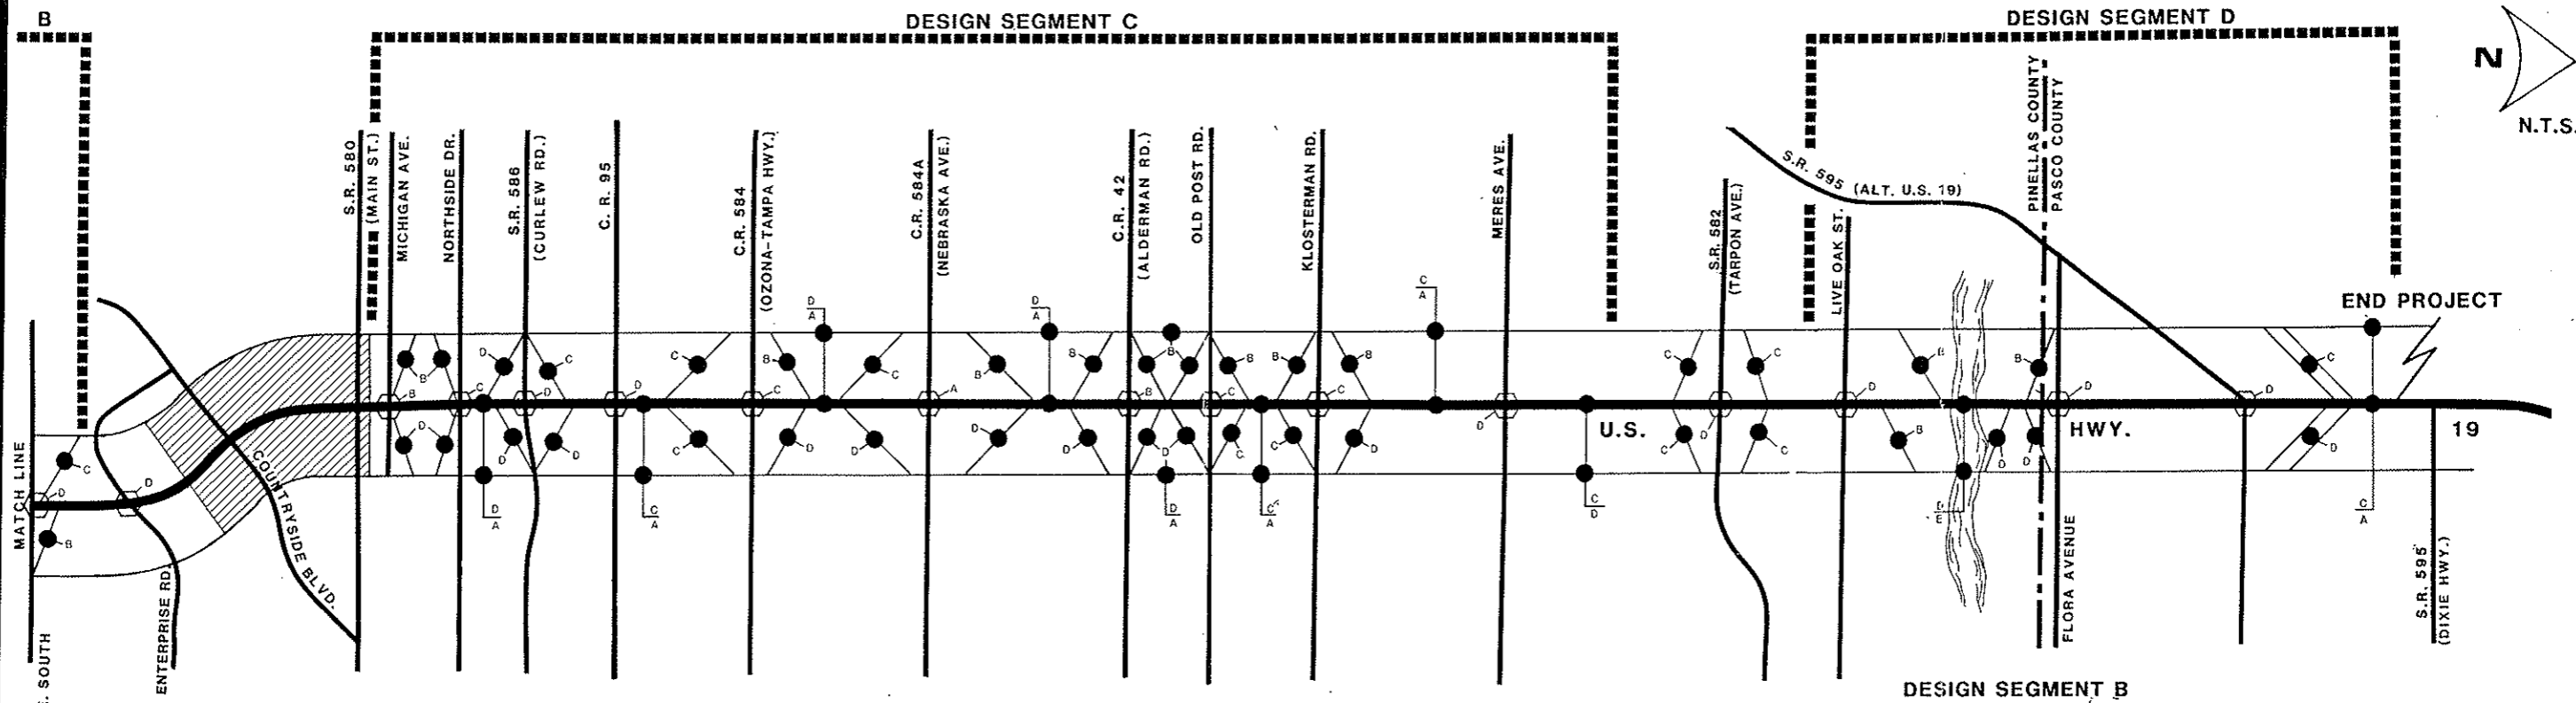 B
DESIGN SEGMENT C
DESIGN SEGMENT D
N
N.T.S.
S.R. 580
(MAIN ST.)
MICHIGAN AVE.
NORTHSIDE DR.
S.R. 586
(CURLEW RD.)
C. R. 95
C.R. 584
(OZONA-TAMPA HWY.)
C.R. 584A
(NEBRASKA AVE.)
C.R. 42
(ALDERMAN RD.)
OLD POST RD.
KLOSTERMAN RD.
MERES AVE.
S.R. 582
(TARPON AVE.)
S.R. 595 (ALT. U.S. 19)
LIVE OAK ST.
PINELLAS COUNTY
PASCO COUNTY
END PROJECT
D
A
D
A
C
A
B
D
C
D
C
C
B
C
B
B
B
B
B
B
C
C
B
B
C
B
C
D
D
D
C
A
B
C
C
D
D
D
D
D
U.S. HWY. 19
C
B
D
D
D
D
D
C
D
D
D
D
D
D
C
C
D
C
C
B
D
D
D
D
A
C
A
D
A
C
A
C
D
D
E
C
A
MATCH LINE
S. SOUTH
ENTERPRISE RD.
COUNTRYSIDE BLVD.
FLORA AVENUE
S.R. 595
(DIXIE HWY.)
DESIGN SEGMENT B